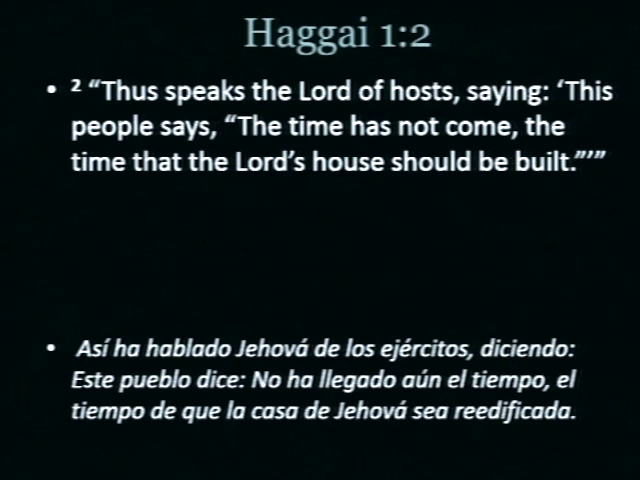 Haggai 1:2
• ² “Thus speaks the Lord of hosts, saying: ‘This
people says, “The time has not come, the
time that the Lord’s house should be built.”’”
• Así ha hablado Jehová de los ejércitos, diciendo:
Este pueblo dice: No ha llegado aún el tiempo, el
tiempo de que la casa de Jehová sea reedificada.